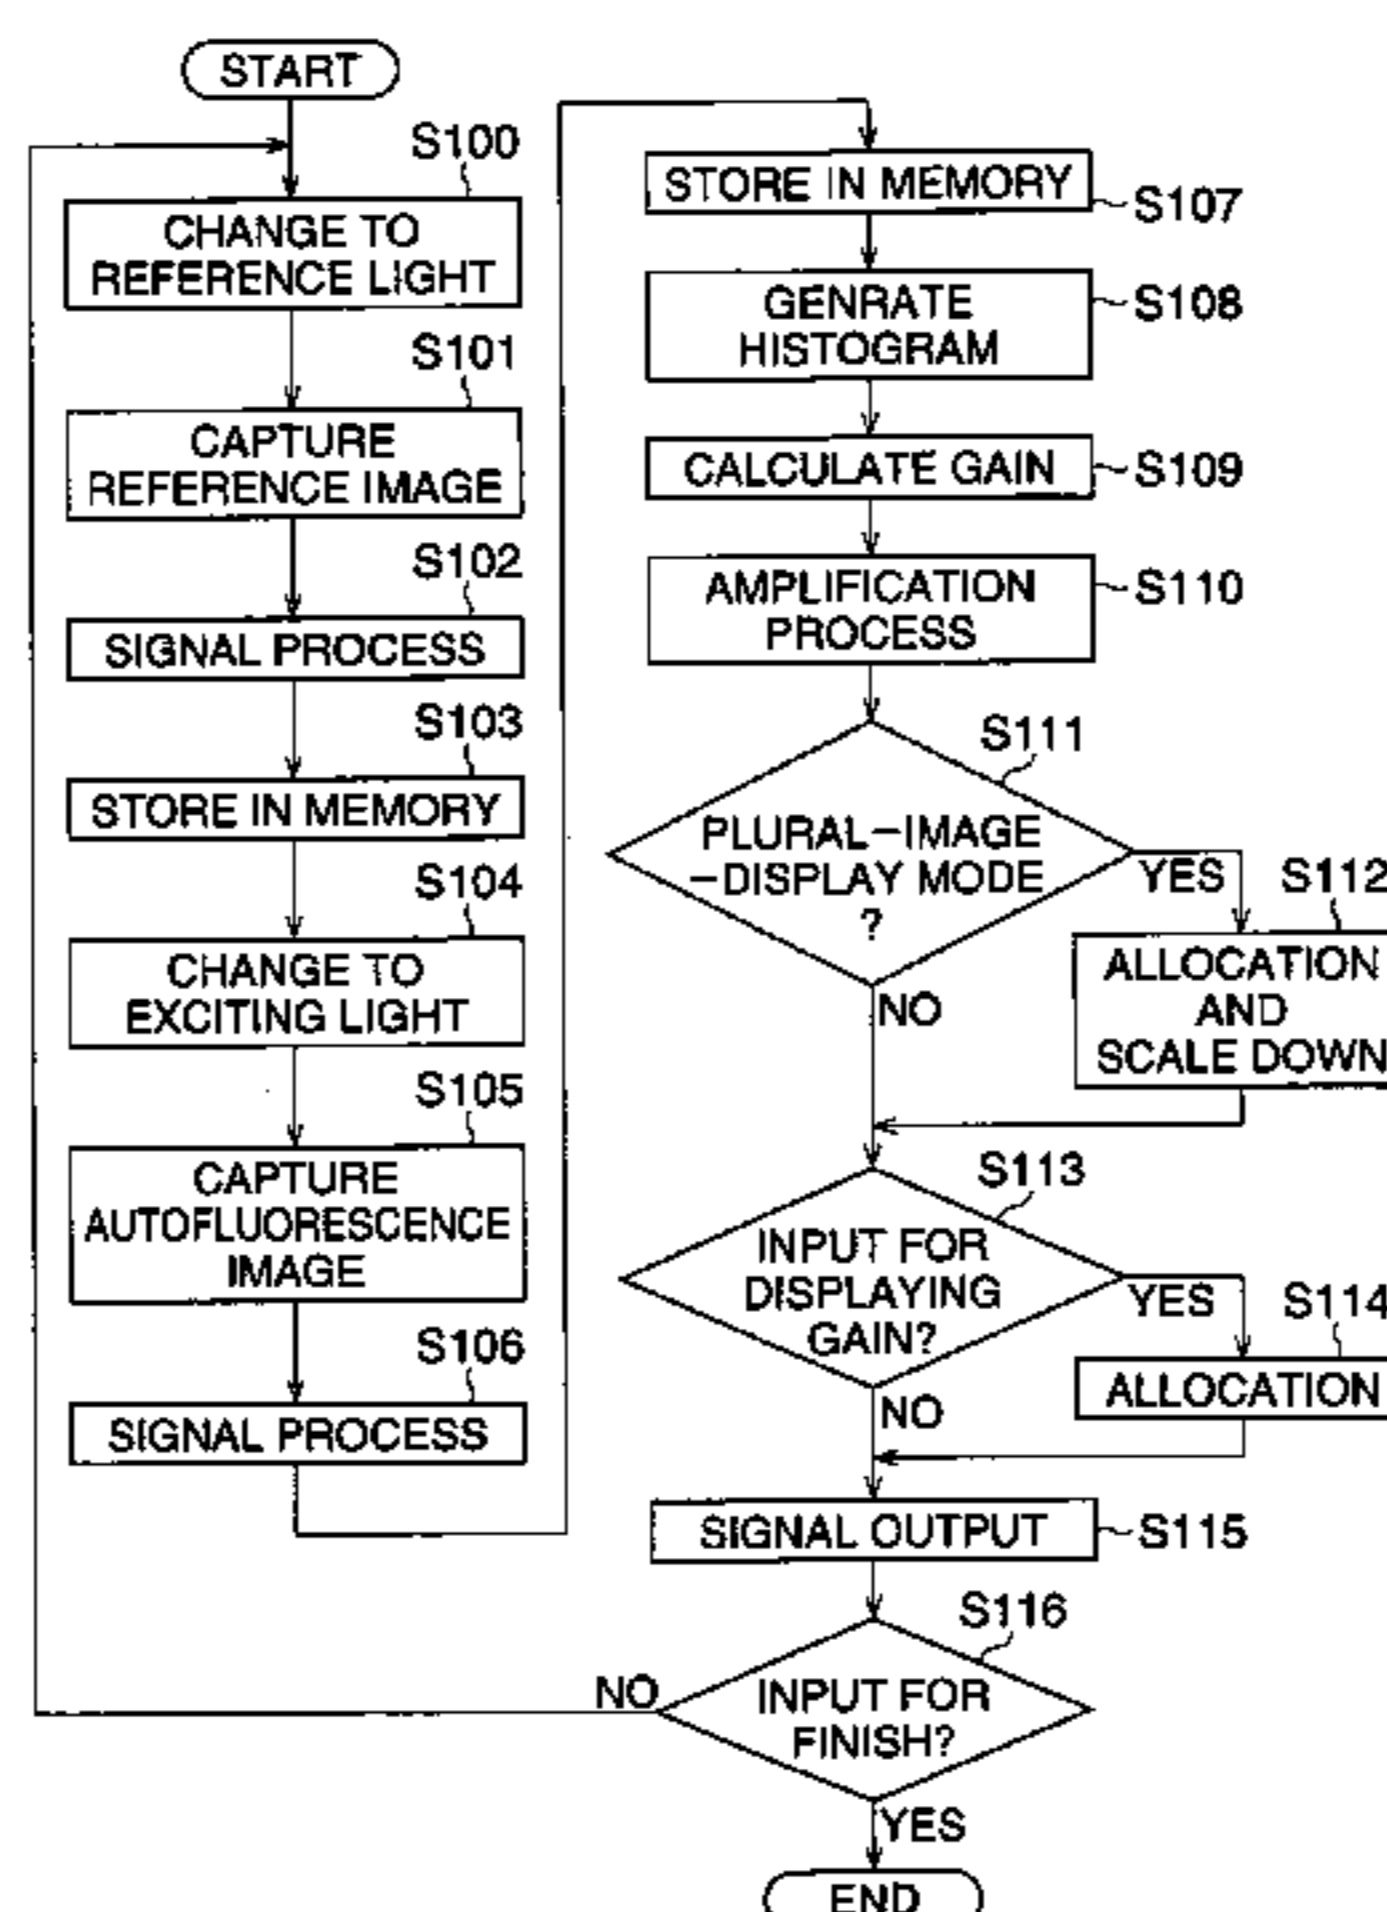 START
S100
CHANGE TO
REFERENCE LIGHT
S101
CAPTURE
REFERENCE IMAGE
S102
SIGNAL PROCESS
S103
STORE IN MEMORY
S104
CHANGE TO
EXCITING LIGHT
S105
CAPTURE
AUTOFLUORESCENCE
IMAGE
S106
SIGNAL PROCESS
STORE IN MEMORY
S107
GENRATE
HISTOGRAM
S108
CALCULATE GAIN
S109
AMPLIFICATION
PROCESS
S110
S111
PLURAL-IMAGE
-DISPLAY MODE
?
YES
NO
S112
ALLOCATION
AND
SCALE DOWN
S113
INPUT FOR
DISPLAYING
GAIN?
YES
NO
S114
ALLOCATION
SIGNAL OUTPUT
S115
S116
INPUT FOR
FINISH?
NO
YES
END